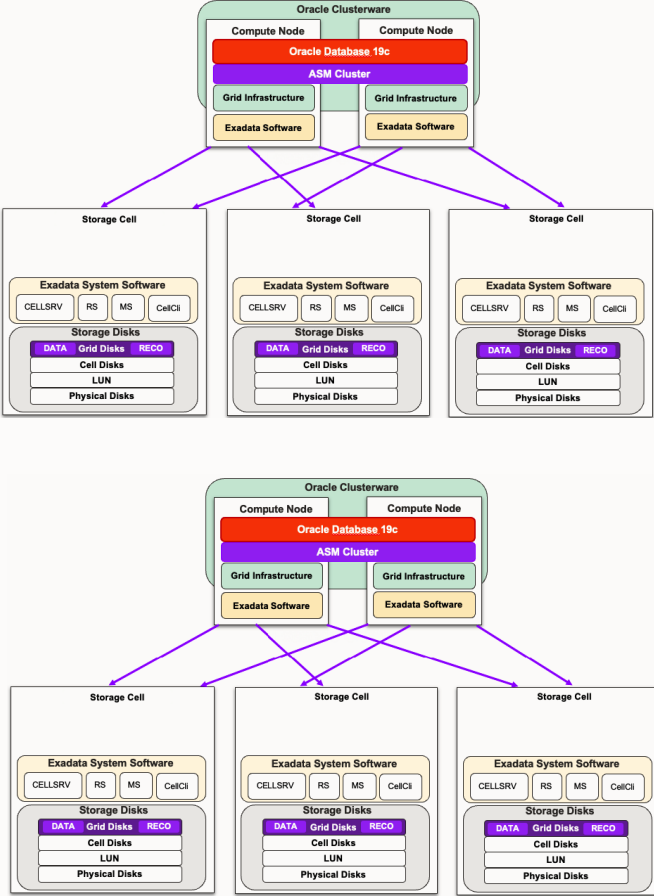 Oracle Clusterware
Compute Node Compute Node
Oracle Database 19c
ASM Cluster
Grid Infrastructure Grid Infrastructure
Exadata Software Exadata Software
Storage Cell Storage Cell Storage Cell
Exadata System Software Exadata System Software Exadata System Software
CELLSRV RS MS CellCli CELLSRV RS MS CellCli CELLSRV RS MS CellCli
Storage Disks Storage Disks Storage Disks
DATA Grid Disks RECO DATA Grid Disks RECO DATA Grid Disks RECO
Cell Disks Cell Disks Cell Disks
LUN LUN LUN
Physical Disks Physical Disks Physical Disks
Oracle Clusterware
Compute Node Compute Node
Oracle Database 19c
ASM Cluster
Grid Infrastructure Grid Infrastructure
Exadata Software Exadata Software
Storage Cell Storage Cell Storage Cell
Exadata System Software Exadata System Software Exadata System Software
CELLSRV RS MS CellCli CELLSRV RS MS CellCli CELLSRV RS MS CellCli
Storage Disks Storage Disks Storage Disks
DATA Grid Disks RECO DATA Grid Disks RECO DATA Grid Disks RECO
Cell Disks Cell Disks Cell Disks
LUN LUN LUN
Physical Disks Physical Disks Physical Disks